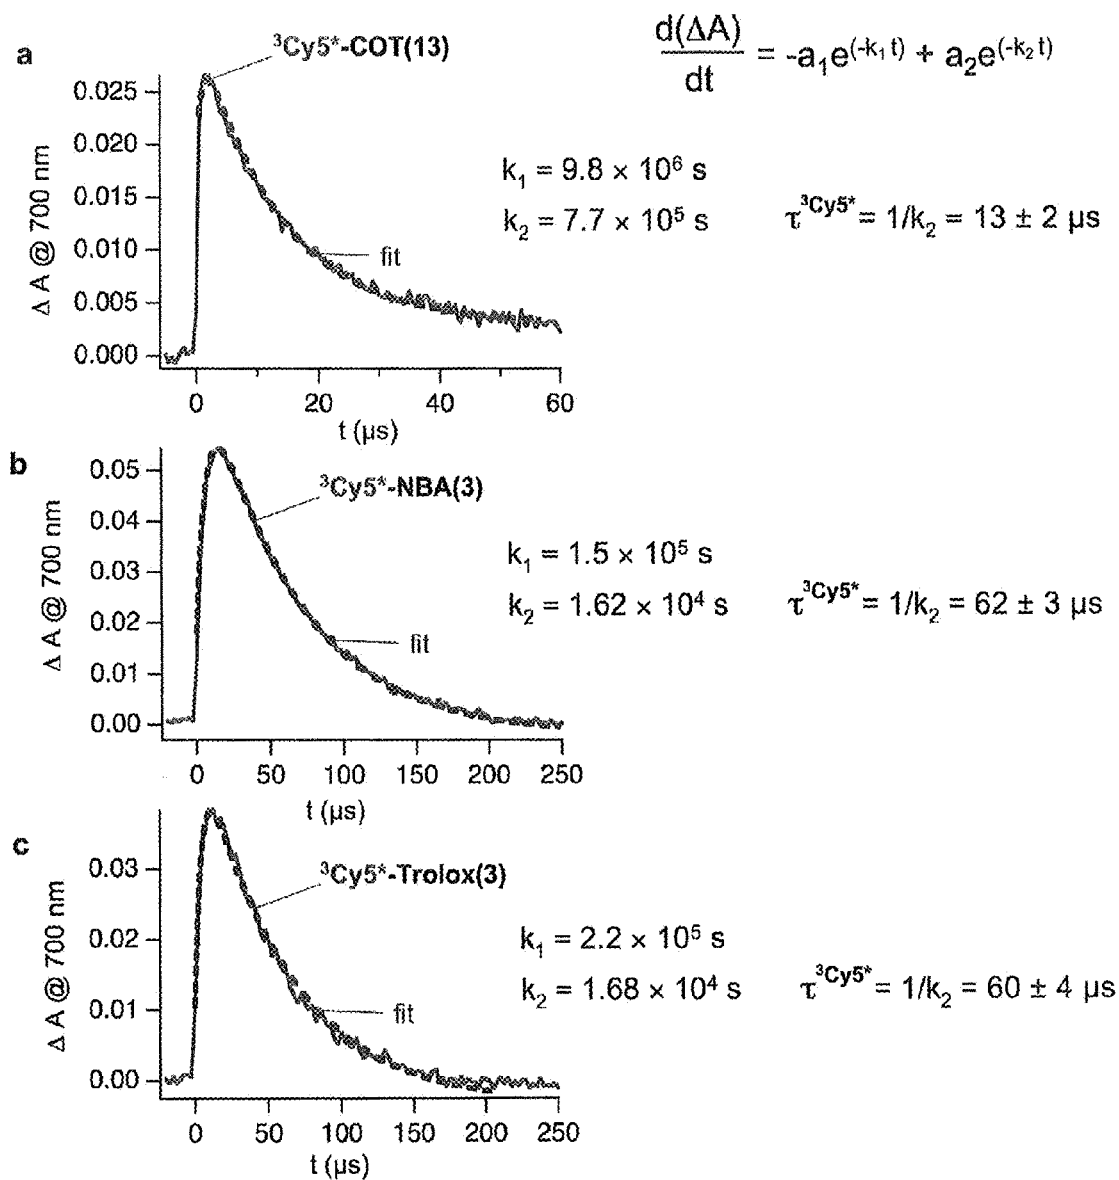 a
³Cy5*-COT(13)
d(ΔA)
dt
= -a₁e^(-k₁t) + a₂e^(-k₂t)
0.025
0.020
0.015
0.010
0.005
0.000
Δ A @ 700 nm
fit
k₁ = 9.8 × 10⁶ s
k₂ = 7.7 × 10⁵ s
τ^³Cy5* = 1/k₂ = 13 ± 2 µs
0 20 40 60
t (µs)
b
³Cy5*-NBA(3)
0.05
0.04
0.03
0.02
0.01
0.00
Δ A @ 700 nm
fit
k₁ = 1.5 × 10⁵ s
k₂ = 1.62 × 10⁴ s
τ^³Cy5* = 1/k₂ = 62 ± 3 µs
0 50 100 150 200 250
t (µs)
c
³Cy5*-Trolox(3)
0.03
0.02
0.01
0.00
Δ A @ 700 nm
fit
k₁ = 2.2 × 10⁵ s
k₂ = 1.68 × 10⁴ s
τ^³Cy5* = 1/k₂ = 60 ± 4 µs
0 50 100 150 200 250
t (µs)